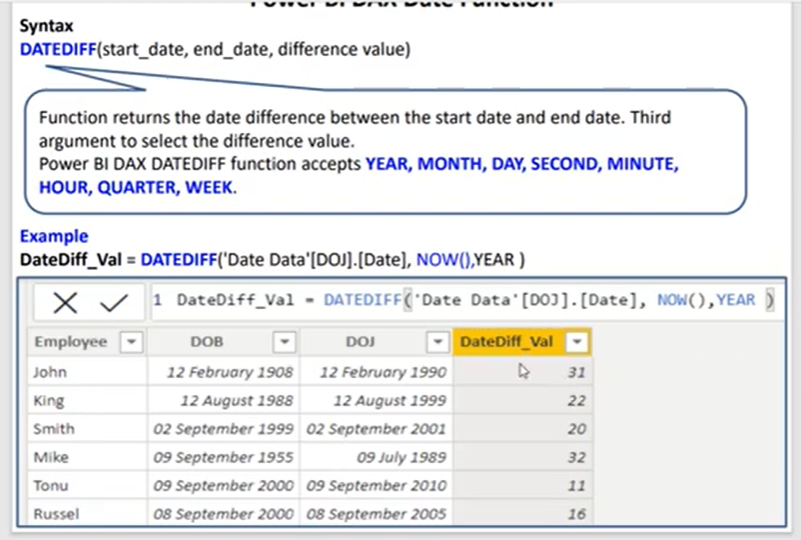 Power BI DAX Date Function
Syntax
DATEDIFF(start_date, end_date, difference value)
Function returns the date difference between the start date and end date. Third
argument to select the difference value.
Power BI DAX DATEDIFF function accepts YEAR, MONTH, DAY, SECOND, MINUTE,
HOUR, QUARTER, WEEK.
Example
DateDiff_Val = DATEDIFF('Date Data'[DOJ].[Date], NOW(),YEAR )
1 DateDiff_Val = DATEDIFF('Date Data'[DOJ].[Date], NOW(),YEAR )
Employee DOB DOJ DateDiff_Val
John 12 February 1908 12 February 1990 31
King 12 August 1988 12 August 1999 22
Smith 02 September 1999 02 September 2001 20
Mike 09 September 1955 09 July 1989 32
Tonu 09 September 2000 09 September 2010 11
Russel 08 September 2000 08 September 2005 16